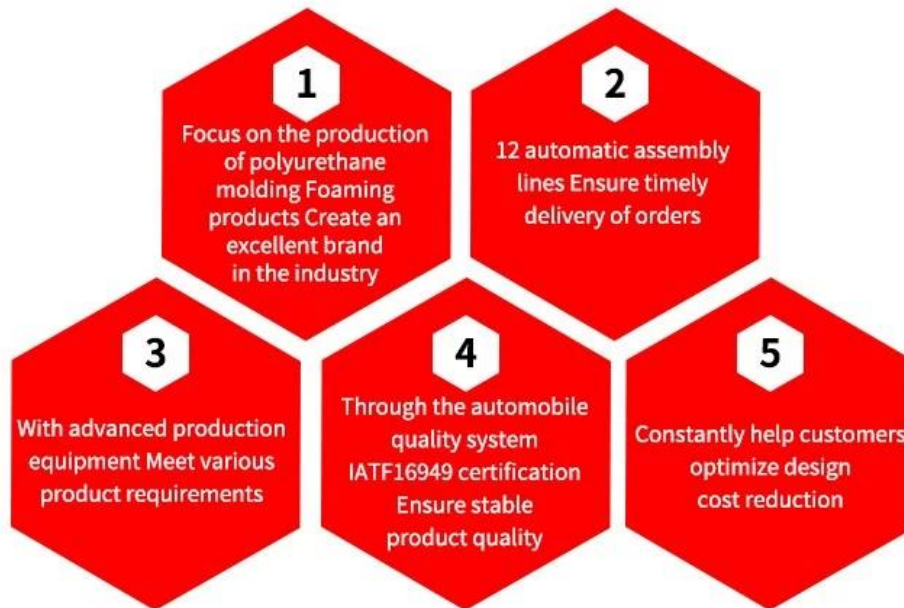 1
Focus on the production
of polyurethane
molding Foaming
products Create an
excellent brand
in the industry
2
12 automatic assembly
lines Ensure timely
delivery of orders
3
With advanced production
equipment Meet various
product requirements
4
Through the automobile
quality system
IATF16949 certification
Ensure stable
product quality
5
Constantly help customers
optimize design
cost reduction